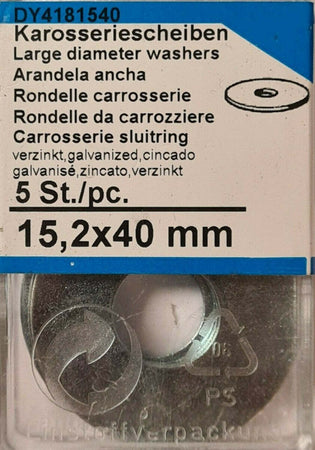 DY4181540
Karosseriescheiben
Large diameter washers
Arandela ancha
Rondelle carrosserie
Rondelle da carrozziere
Carrosserie sluitring
verzinkt,galvanized,cincado
galvanisé,zincato,verzinkt
5 St./pc.
15,2x40 mm
06
PS
Einstoffverpackung